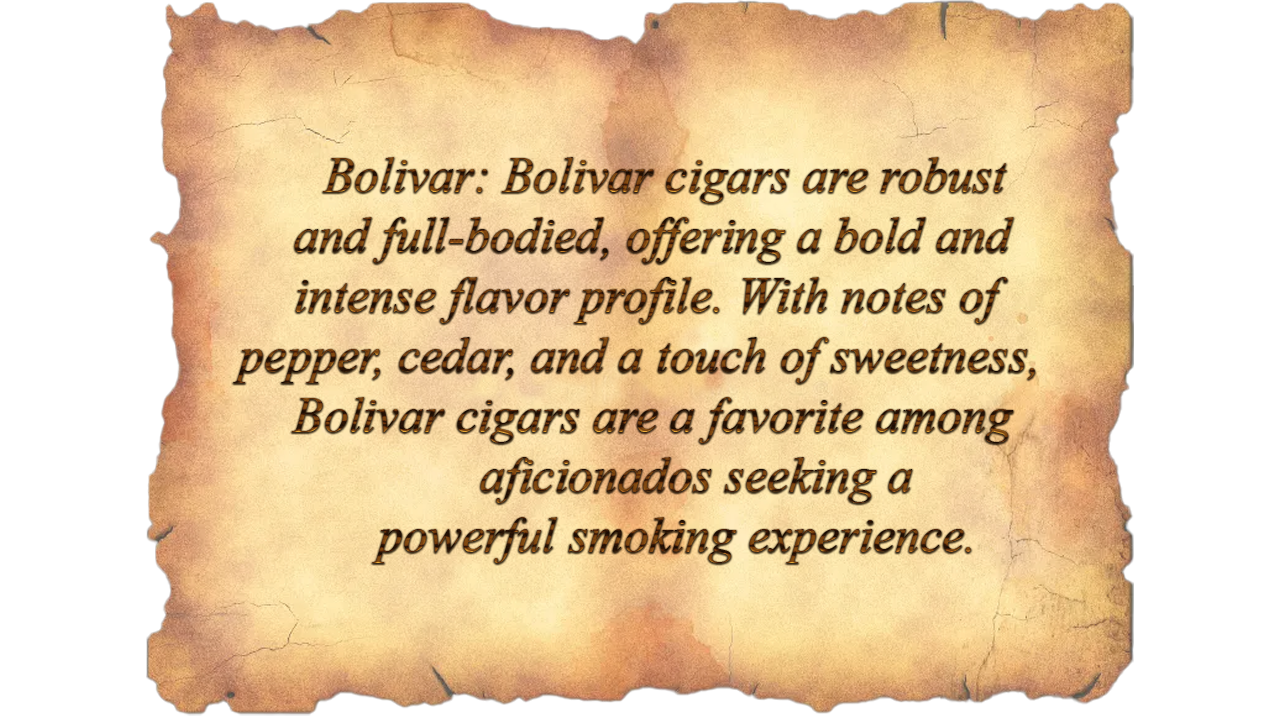 Bolivar: Bolivar cigars are robust
and full-bodied, offering a bold and
intense flavor profile. With notes of
pepper, cedar, and a touch of sweetness,
Bolivar cigars are a favorite among
aficionados seeking a
powerful smoking experience.